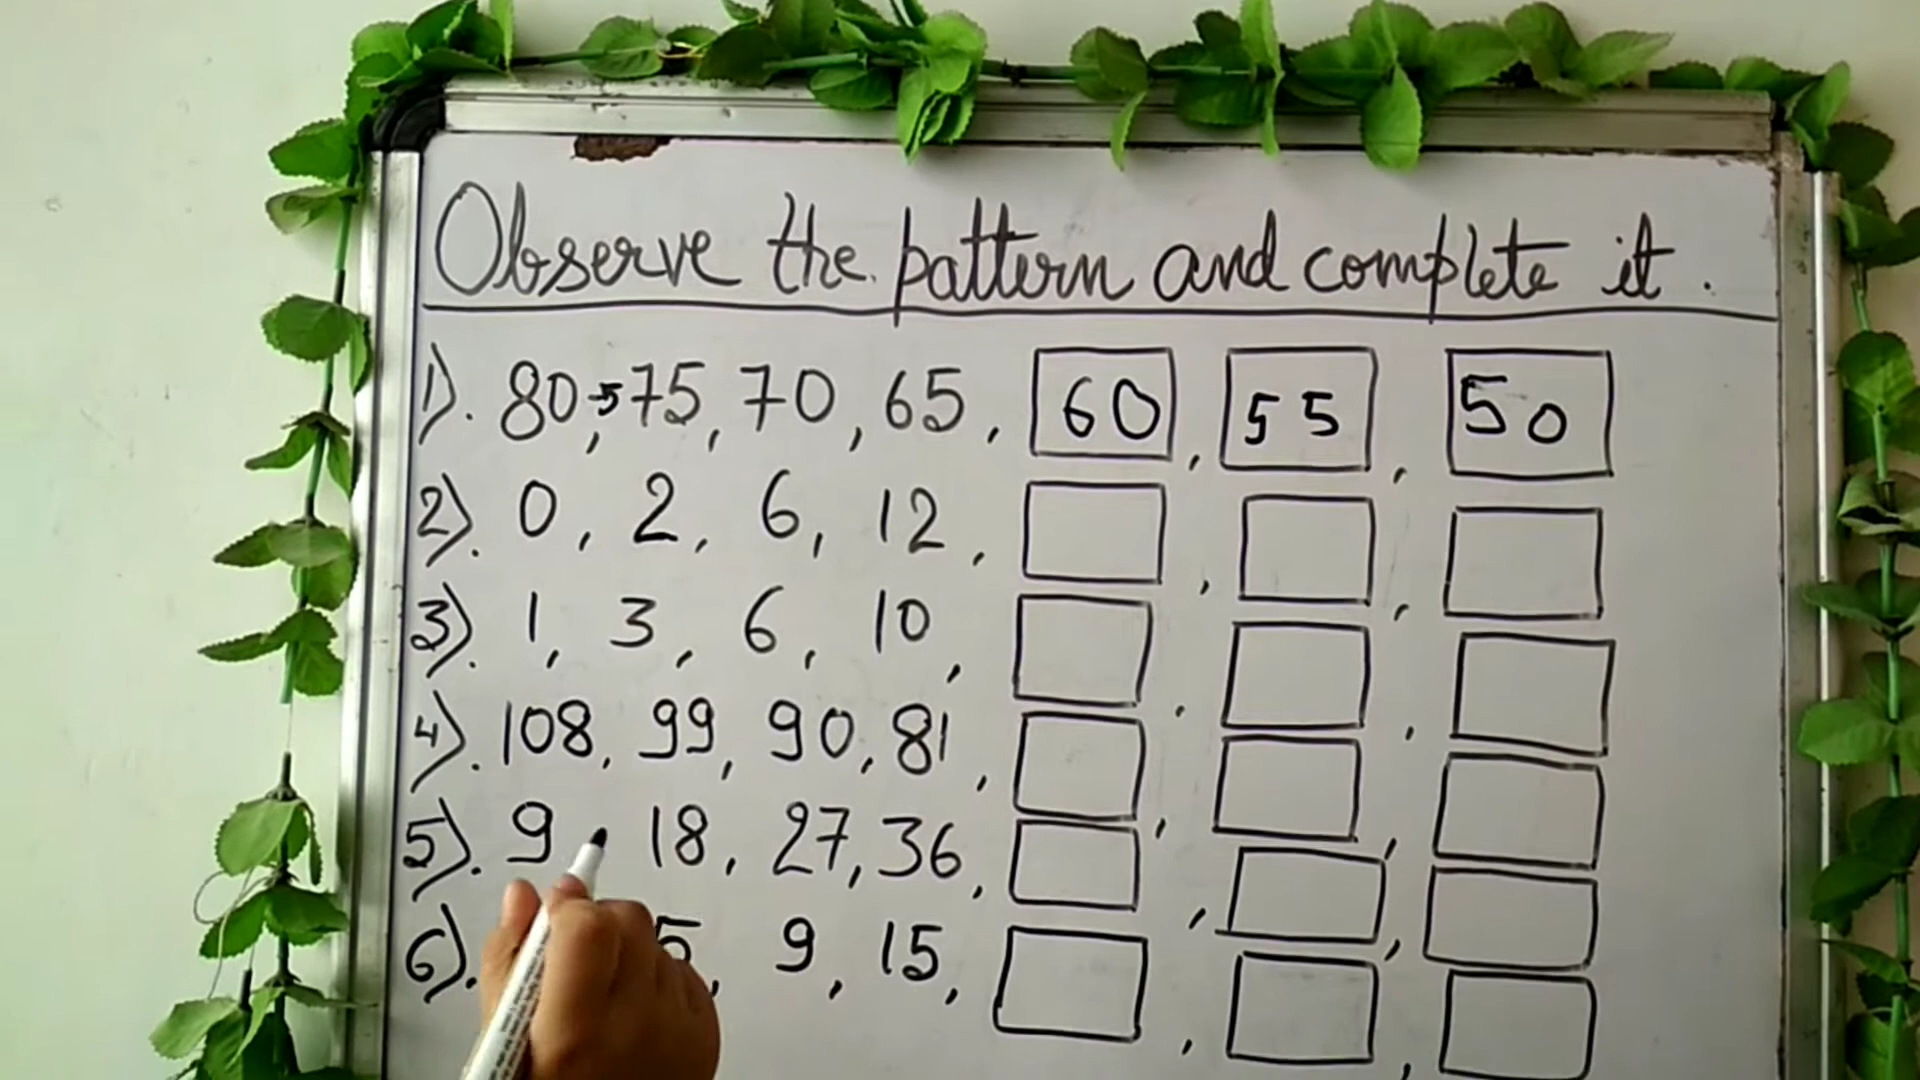 Observe the pattern and complete it.
1). 80, -5 75, 70, 65, 60, 55, 50
2). 0, 2, 6, 12,
3). 1, 3, 6, 10,
4). 108, 99, 90, 81,
5). 9 18, 27, 36,
6). 5, 9, 15,